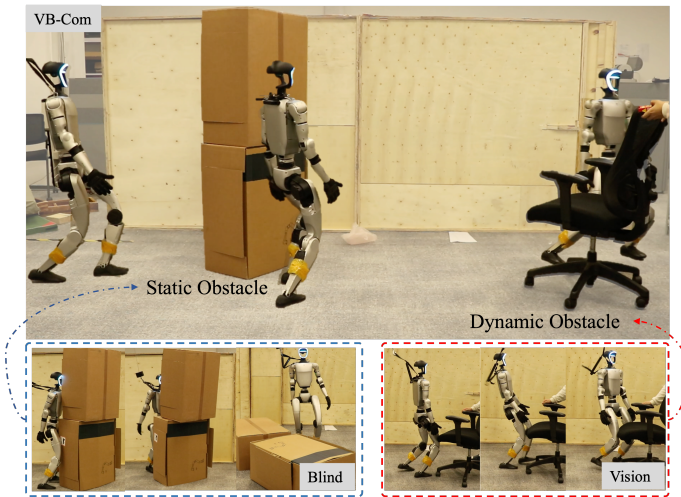 VB-Com
Static Obstacle
Dynamic Obstacle
Blind
Vision